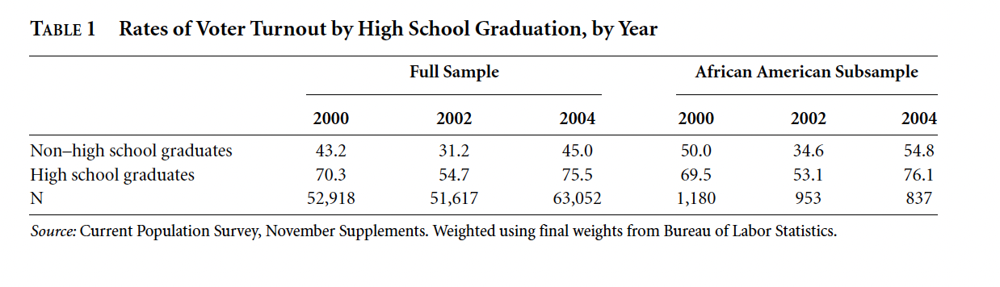 TABLE 1 Rates of Voter Turnout by High School Graduation, by Year
Full Sample African American Subsample
2000 2002 2004 2000 2002 2004
Non–high school graduates 43.2 31.2 45.0 50.0 34.6 54.8
High school graduates 70.3 54.7 75.5 69.5 53.1 76.1
N 52,918 51,617 63,052 1,180 953 837
Source: Current Population Survey, November Supplements. Weighted using final weights from Bureau of Labor Statistics.